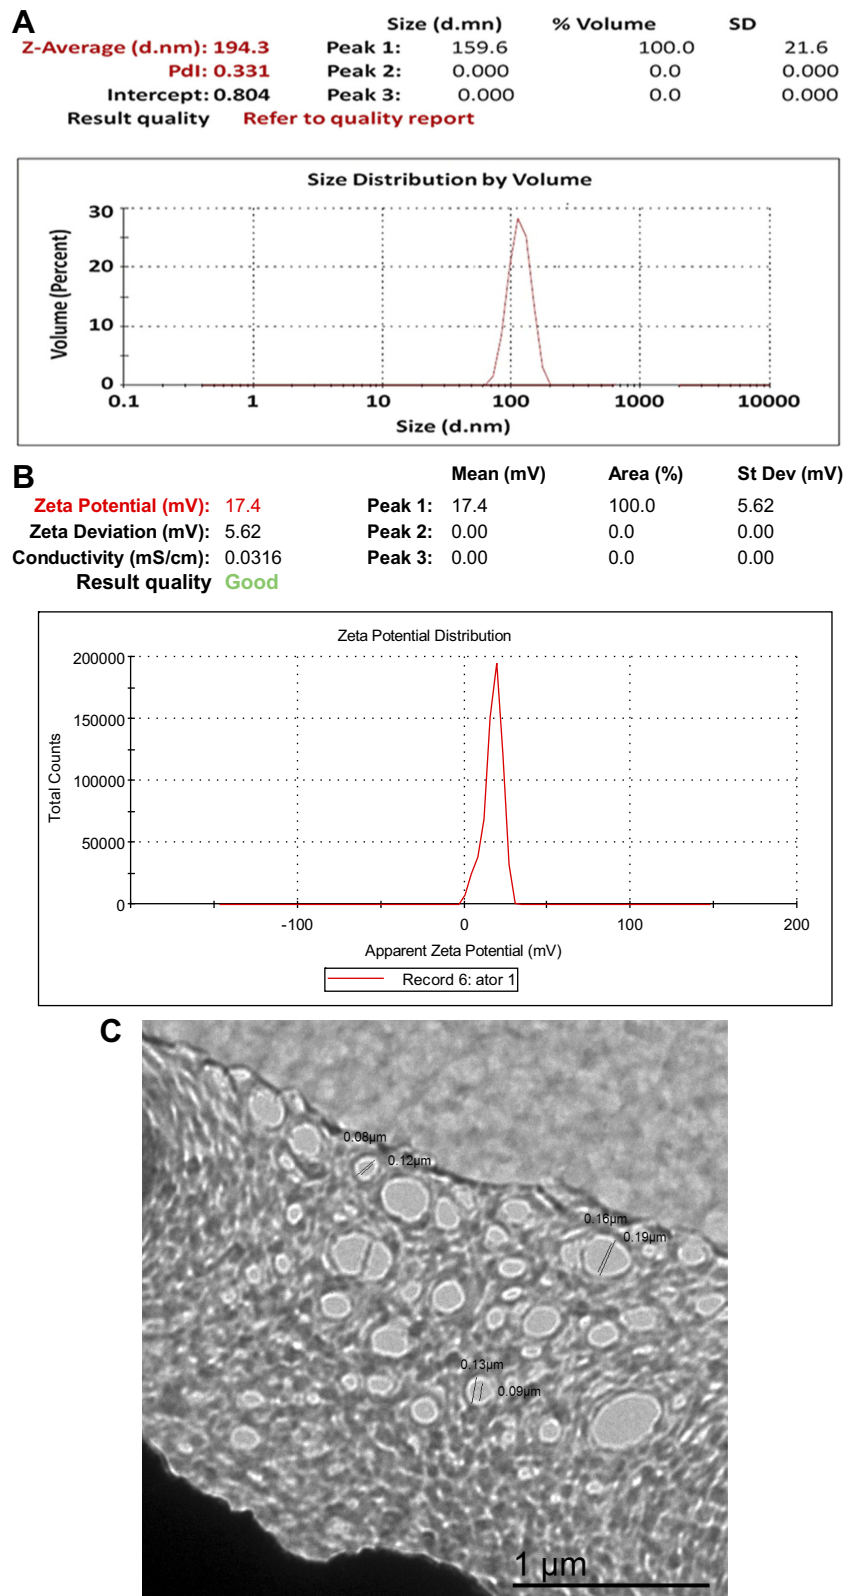 A
Size (d.mn) % Volume SD
Z-Average (d.nm): 194.3 Peak 1: 159.6 100.0 21.6
PdI: 0.331 Peak 2: 0.000 0.0 0.000
Intercept: 0.804 Peak 3: 0.000 0.0 0.000
Result quality Refer to quality report
Size Distribution by Volume
Volume (Percent)
30
20
10
0
0.1 1 10 100 1000 10000
Size (d.nm)
B
Mean (mV) Area (%) St Dev (mV)
Zeta Potential (mV): 17.4 Peak 1: 17.4 100.0 5.62
Zeta Deviation (mV): 5.62 Peak 2: 0.00 0.0 0.00
Conductivity (mS/cm): 0.0316 Peak 3: 0.00 0.0 0.00
Result quality Good
Zeta Potential Distribution
Total Counts
200000
150000
100000
50000
0
-100 0 100 200
Apparent Zeta Potential (mV)
Record 6: ator 1
C
0.08µm
0.12µm
0.16µm
0.19µm
0.13µm
0.09µm
1 µm